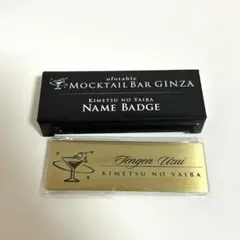 ufotable
MOCKTAIL BAR GINZA
KIMETSU NO YAIBA
NAME BADGE
Tengen Uzui
KIMETSU NO YAIBA